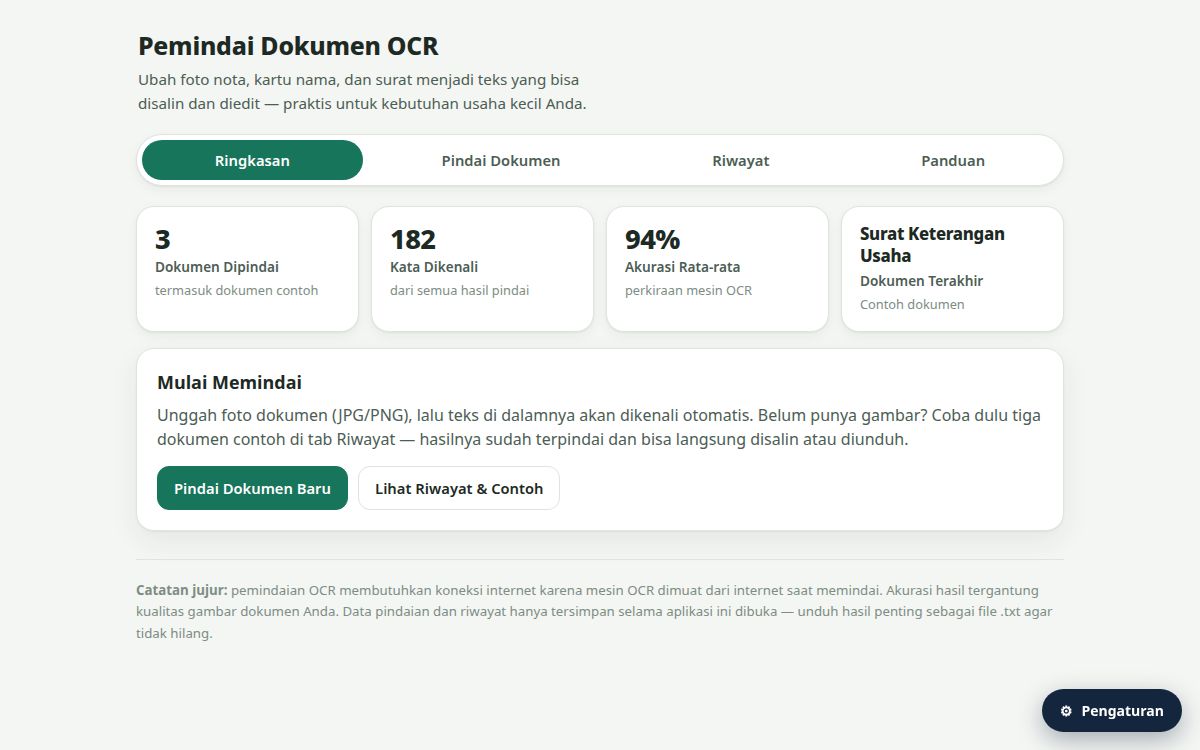 Pemindai Dokumen OCR
Ubah foto nota, kartu nama, dan surat menjadi teks yang bisa
disalin dan diedit — praktis untuk kebutuhan usaha kecil Anda.
Ringkasan
Pindai Dokumen
Riwayat
Panduan
3
Dokumen Dipindai
termasuk dokumen contoh
182
Kata Dikenali
dari semua hasil pindai
94%
Akurasi Rata-rata
perkiraan mesin OCR
Surat Keterangan
Usaha
Dokumen Terakhir
Contoh dokumen
Mulai Memindai
Unggah foto dokumen (JPG/PNG), lalu teks di dalamnya akan dikenali otomatis. Belum punya gambar? Coba dulu tiga
dokumen contoh di tab Riwayat — hasilnya sudah terpindai dan bisa langsung disalin atau diunduh.
Pindai Dokumen Baru
Lihat Riwayat & Contoh
Catatan jujur: pemindaian OCR membutuhkan koneksi internet karena mesin OCR dimuat dari internet saat memindai. Akurasi hasil tergantung
kualitas gambar dokumen Anda. Data pindaian dan riwayat hanya tersimpan selama aplikasi ini dibuka — unduh hasil penting sebagai file .txt agar
tidak hilang.
⚙ Pengaturan